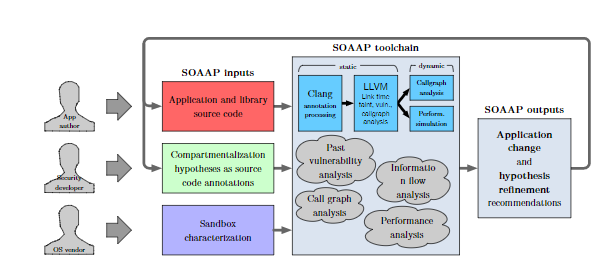 SOAAP toolchain
SOAAP inputs
static
dynamic
App
author
Application and library
source code
Clang
annotation
processing
LLVM
Link time
taint, vuln.,
callgraph
analysis
Callgraph
analysis
Perform.
simulation
SOAAP outputs
Application
change
and
hypothesis
refinement
recommendations
Security
developer
Compartmentalization
hypotheses as source
code annotations
Past
vulnerability
analysis
Informatio
n flow
analysis
Call graph
analysis
Performance
analysis
OS vendor
Sandbox
characterization